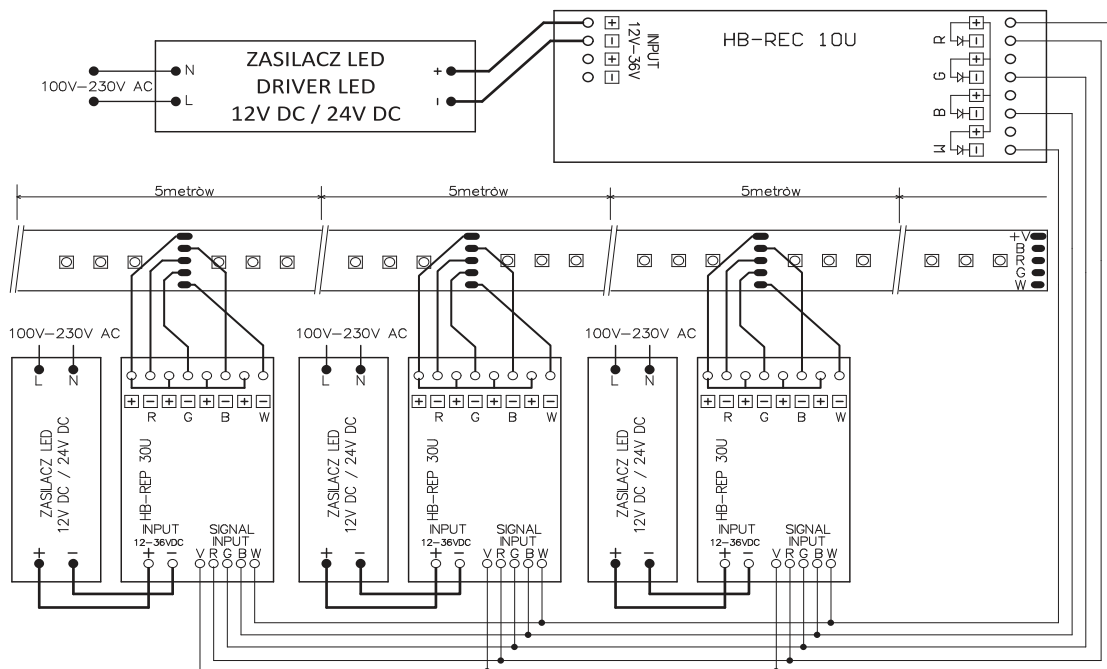 ZASILACZ LED
DRIVER LED
12V DC / 24V DC
100V–230V AC
N
L
+
-
HB-REC 10U
INPUT
12V–36V
+
-
+
-
R
G
B
W
+
-
+
-
+
-
+
-
5metrów
5metrów
5metrów
+V
B
R
G
W
100V–230V AC
L N
ZASILACZ LED
12V DC / 24V DC
+ -
+ - + - + - + -
R G B W
HB-REP 30U
INPUT
12–36VDC
+ -
SIGNAL
INPUT
V R G B W
100V–230V AC
L N
ZASILACZ LED
12V DC / 24V DC
+ -
+ - + - + - + -
R G B W
HB-REP 30U
INPUT
12–36VDC
+ -
SIGNAL
INPUT
V R G B W
100V–230V AC
L N
ZASILACZ LED
12V DC / 24V DC
+ -
+ - + - + - + -
R G B W
HB-REP 30U
INPUT
12–36VDC
+ -
SIGNAL
INPUT
V R G B W